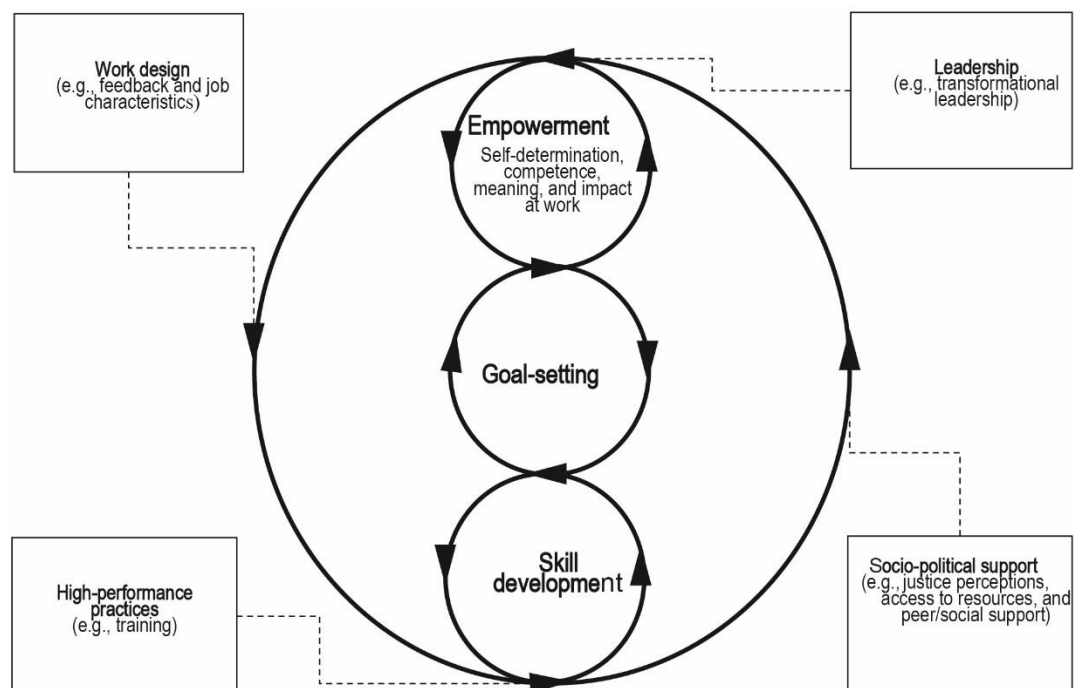 Work design
(e.g., feedback and job
characteristics)
Leadership
(e.g., transformational
leadership)
Empowerment
Self-determination,
competence,
meaning, and impact
at work
Goal-setting
Skill
development
High-performance
practices
(e.g., training)
Socio-political support
(e.g., justice perceptions,
access to resources, and
peer/social support)